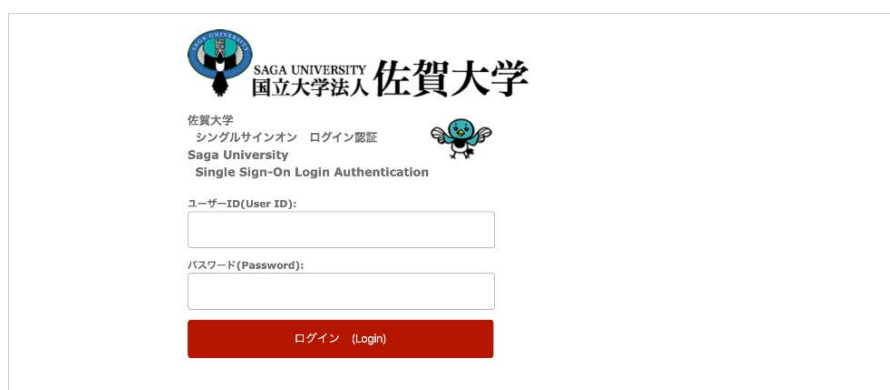 SAGA UNIVERSITY
SAGA UNIVERSITY
国立大学法人 佐賀大学
佐賀大学
シングルサインオン ログイン認証
Saga University
Single Sign-On Login Authentication
ユーザーID(User ID):
パスワード(Password):
ログイン (Login)